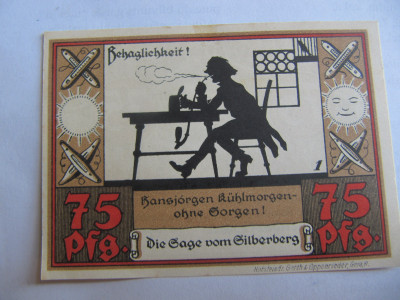 Behaglichkeit!
1
Hansjörgen Kühlmorgen-
ohne Sorgen!
75
Pfg.
75
Pfg.
Die Sage vom Silberberg